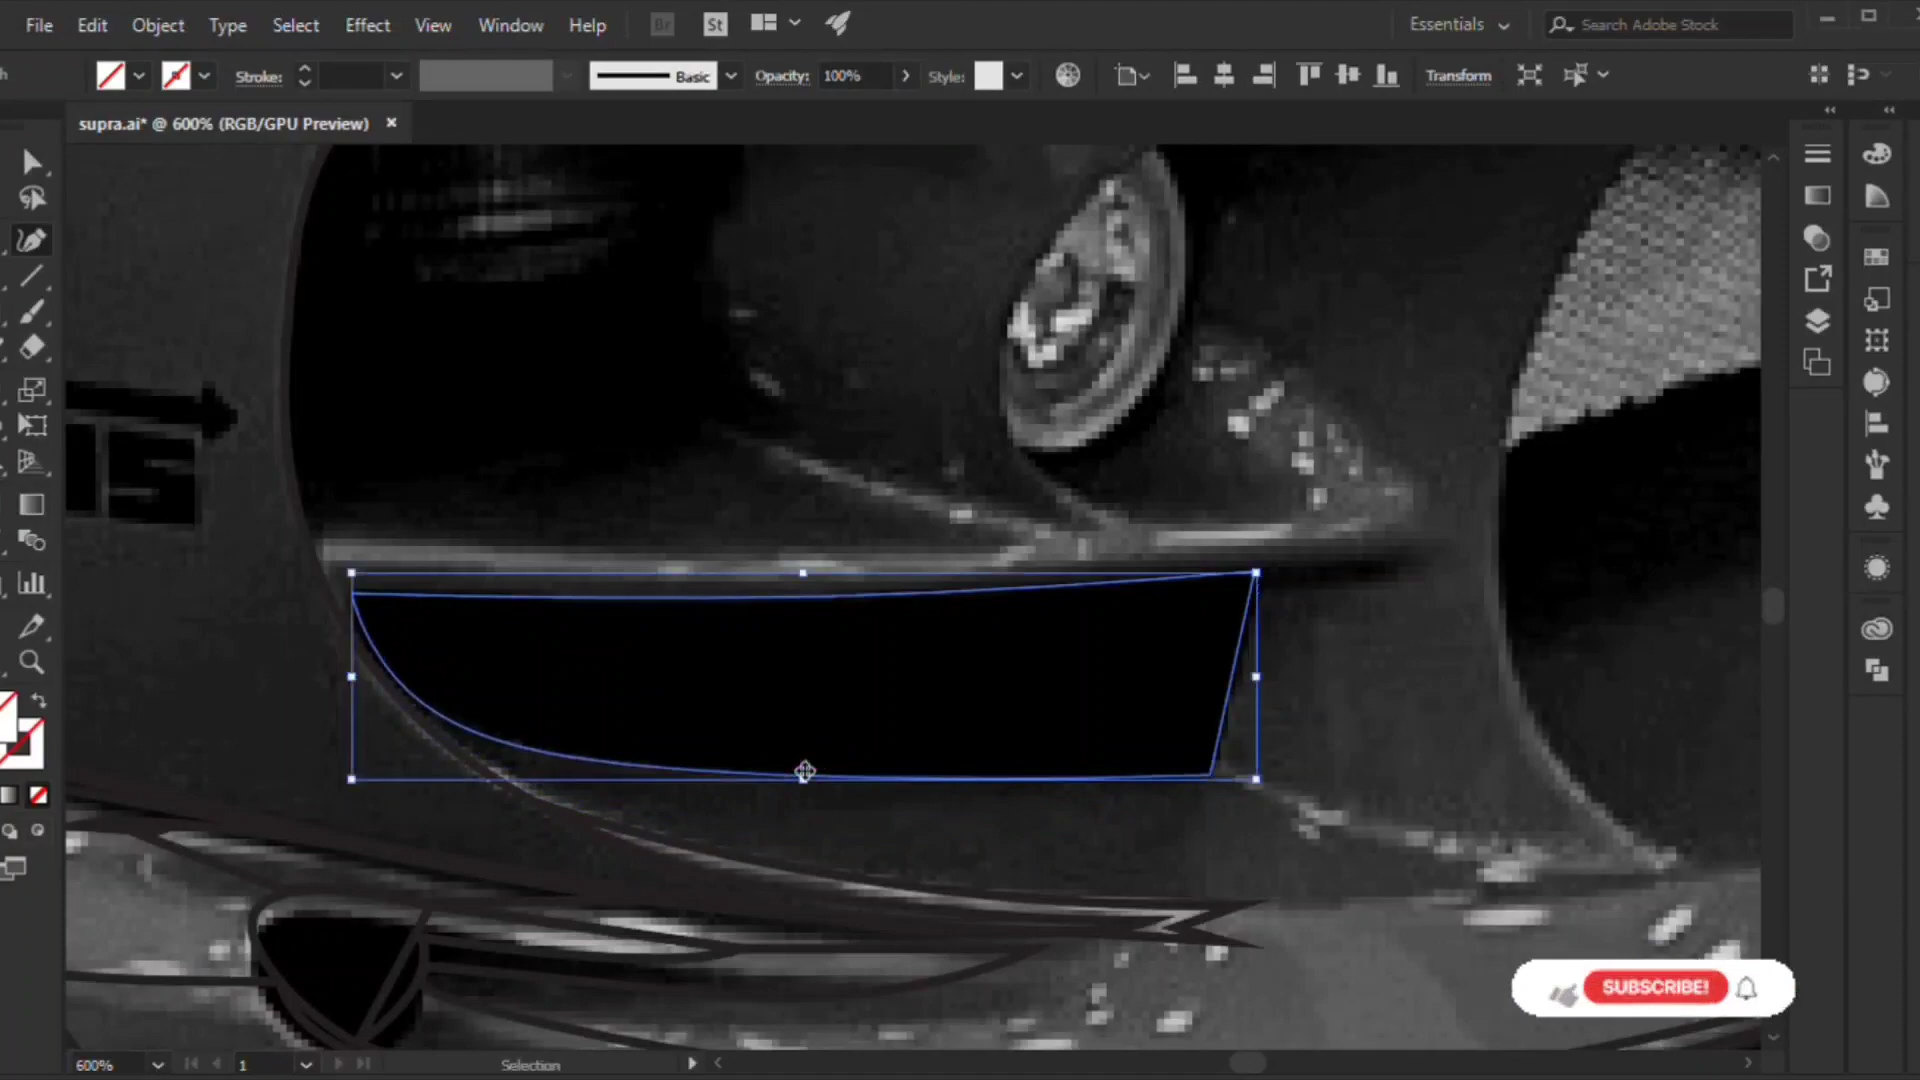 File Edit Object Type Select Effect View Window Help Br St Essentials Search Adobe Stock
Stroke: Basic Opacity: 100% Style: Transform
supra.ai* @ 600% (RGB/GPU Preview) ×
SUBSCRIBE!
600% 1 Selection